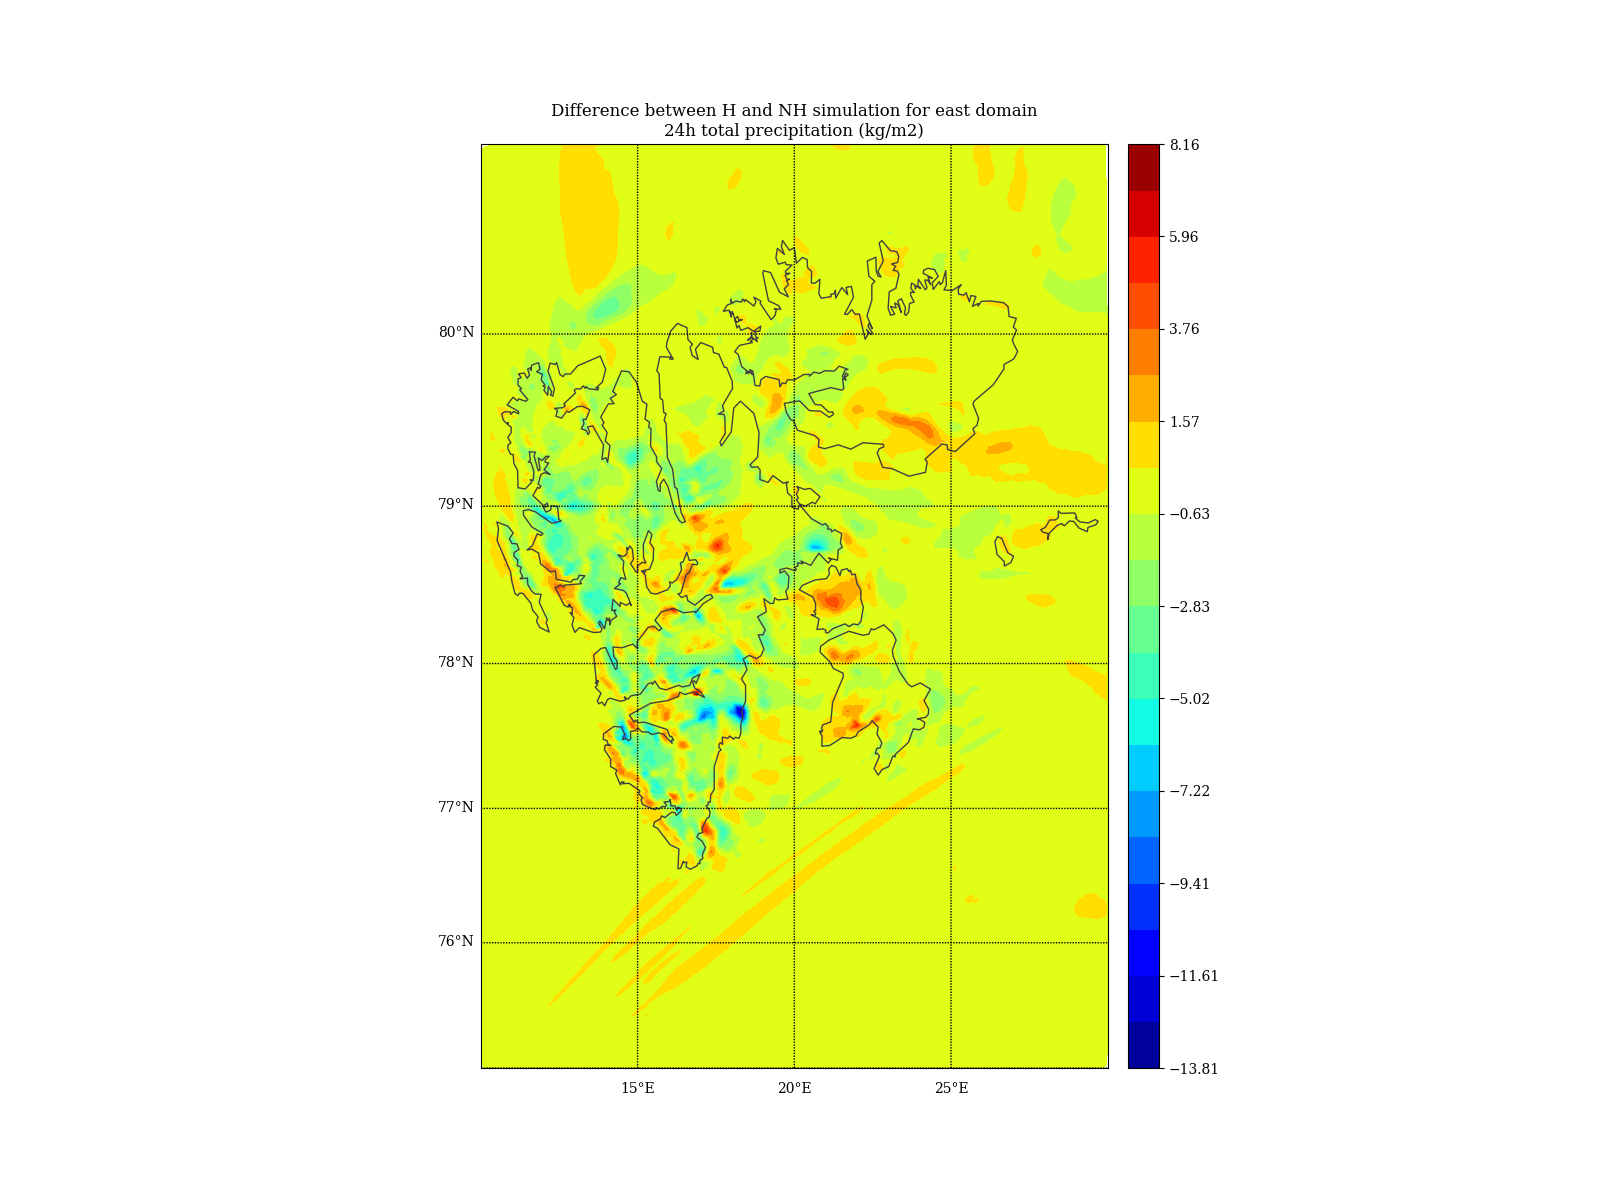 Difference between H and NH simulation for east domain
24h total precipitation (kg/m2)
80°N
79°N
78°N
77°N
76°N
15°E
20°E
25°E
8.16
5.96
3.76
1.57
−0.63
−2.83
−5.02
−7.22
−9.41
−11.61
−13.81